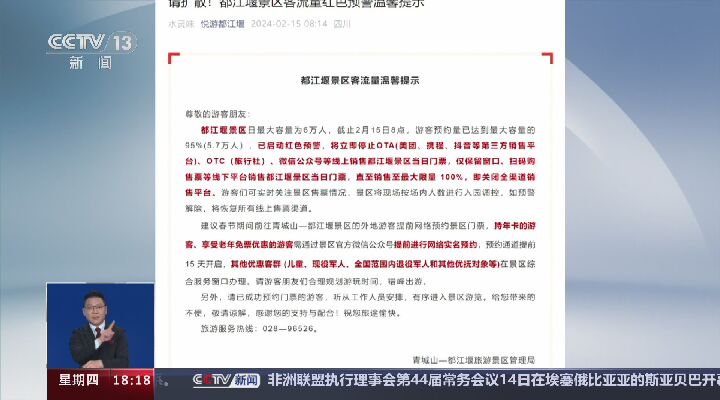 请扩散！都江堰景区客流量红色预警温馨提示
悦游都江堰 2024-02-15 08:14 四川
CCTV 13
新闻
都江堰景区客流量温馨提示
尊敬的游客朋友：
都江堰景区日最大容量为6万人，截止2月15日8点，游客预约量已达到最大容量的
95%(5.7万人)，已启动红色预警，将立即停止OTA(美团、携程、抖音等第三方销售平
台)、OTC（旅行社）、微信公众号等线上销售都江堰景区当日门票，仅保留窗口、扫码购
售票等线下平台销售都江堰景区当日门票，直至销售至最大限量 100%，即关闭全渠道销
售平台。游客们可实时关注景区售票情况，景区将现场按场内人数进行入园调控，如预警
解除，将恢复所有线上售票渠道。
建议春节期间前往青城山—都江堰景区的外地游客提前网络预约景区门票，持年卡的游
客、享受老年免票优惠的游客需通过景区官方微信公众号提前进行网络实名预约，预约通道提前
15天开启，其他优惠客群 (儿童、现役军人、全国范围内退役军人和其他优抚对象等)在景区综
合服务窗口办理。请游客朋友们合理规划游玩时间，错峰出游。
另外，请已成功预约门票的游客，听从工作人员安排，有序进入景区游览。给您带来的
不便，敬请谅解，感谢您的支持与配合！祝您旅途愉快。
旅游服务热线：028—96526。
青城山—都江堰旅游景区管理局
星期四 18:18
CCTV 新闻 非洲联盟执行理事会第44届常务会议14日在埃塞俄比亚亚的斯亚贝巴开幕